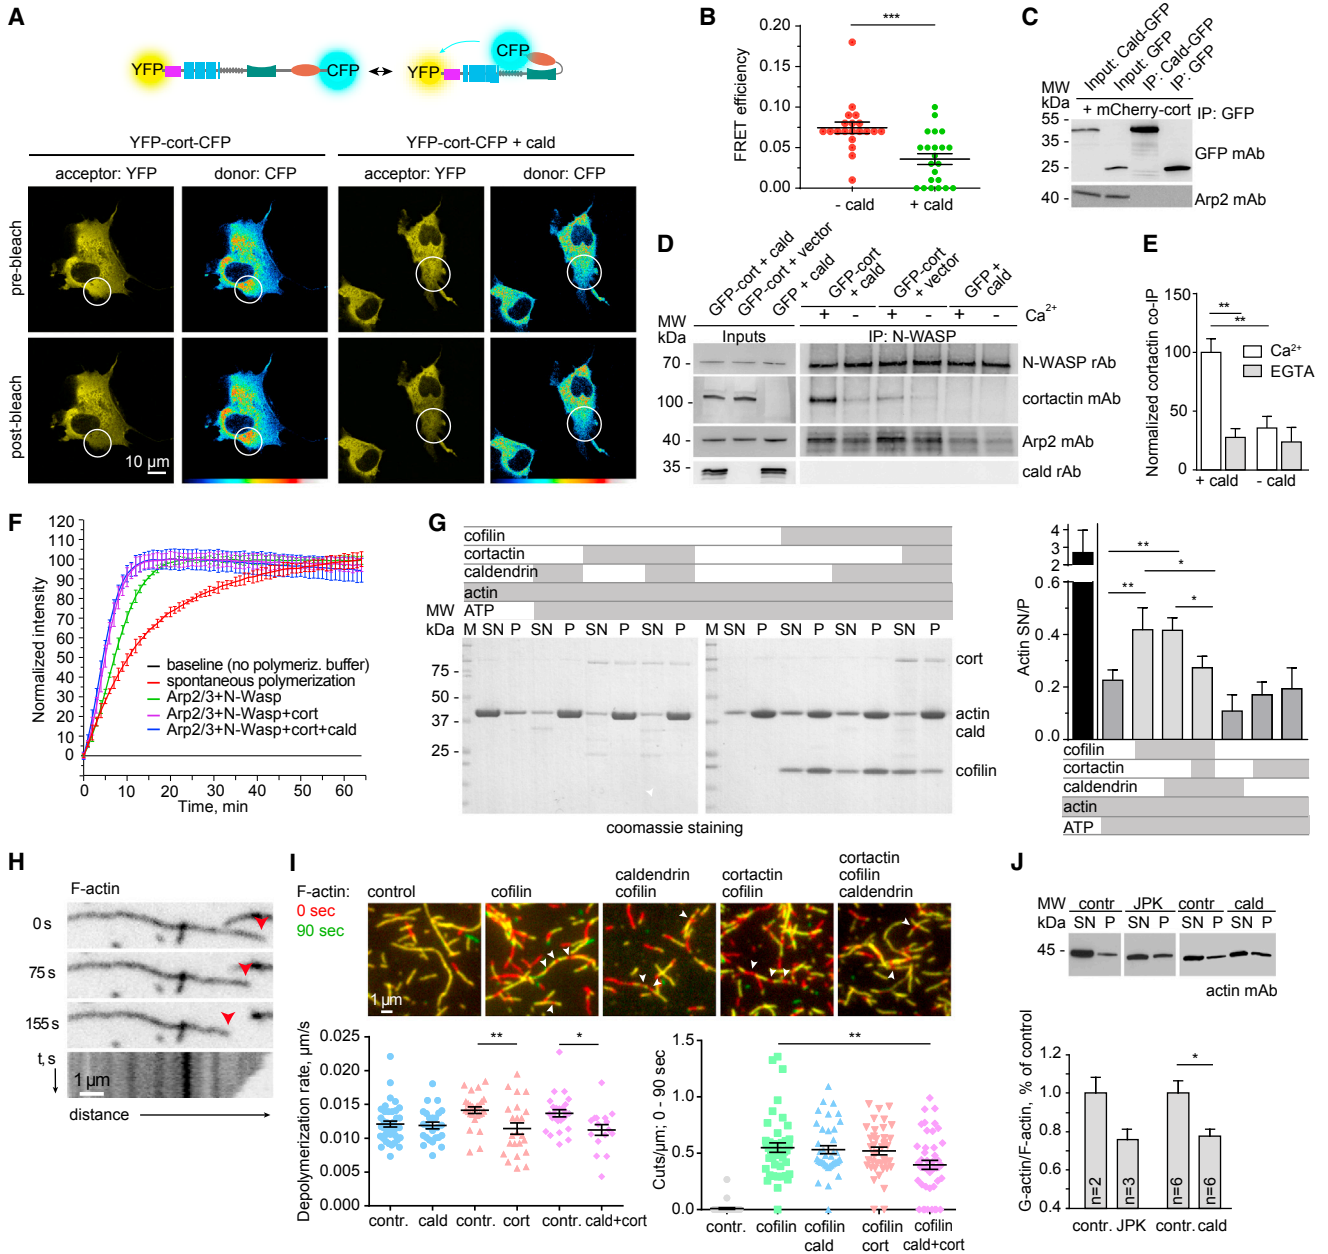 A
YFP
CFP
YFP
CFP
YFP-cort-CFP
YFP-cort-CFP + cald
acceptor: YFP
donor: CFP
acceptor: YFP
donor: CFP
pre-bleach
post-bleach
10 µm
B
***
FRET efficiency
0.20
0.15
0.10
0.05
0.00
- cald
+ cald
C
Input: Cald-GFP
Input: GFP
IP: Cald-GFP
IP: GFP
MW
kDa
+ mCherry-cort
IP: GFP
55 -
35 -
25 -
40 -
GFP mAb
Arp2 mAb
D
GFP-cort + cald
GFP-cort + vector
GFP + cald
GFP-cort
+ cald
GFP-cort
+ vector
GFP +
cald
+ - + - + - Ca²⁺
MW
kDa
Inputs
IP: N-WASP
70 -
N-WASP rAb
100 -
cortactin mAb
40 -
Arp2 mAb
35 -
cald rAb
E
Normalized cortactin co-IP
150
100
50
0
**
**
Ca²⁺
EGTA
+ cald
- cald
F
Normalized intensity
120
110
100
90
80
70
60
50
40
30
20
10
0
baseline (no polymeriz. buffer)
spontaneous polymerization
Arp2/3+N-Wasp
Arp2/3+N-Wasp+cort
Arp2/3+N-Wasp+cort+cald
0 10 20 30 40 50 60
Time, min
G
cofilin
cortactin
caldendrin
actin
ATP
MW
kDa
M SN P SN P SN P SN P
M SN P SN P SN P SN P
75 -
50 -
37 -
25 -
cort
actin
cald
cofilin
coomassie staining
Actin SN/P
4
3
2
0.6
0.4
0.2
0.0
**
**
*
*
cofilin
cortactin
caldendrin
actin
ATP
H
F-actin
0 s
75 s
155 s
t, s
1 µm
distance
I
F-actin:
0 sec
90 sec
control
cofilin
caldendrin
cofilin
cortactin
cofilin
cortactin
cofilin
caldendrin
1 µm
Depolymerization rate, µm/s
0.025
0.020
0.015
0.010
0.005
0.000
**
*
contr. cald contr. cort contr. cald+cort
Cuts/µm; 0 - 90 sec
1.5
1.0
0.5
0.0
**
contr.
cofilin
cofilin
cald
cofilin
cort
cofilin
cald+cort
J
MW
kDa
contr JPK contr cald
SN P SN P SN P SN P
45 -
actin mAb
G-actin/F-actin, % of control
1.4
1.2
1.0
0.8
0.6
0.4
*
n=2
n=3
n=6
n=6
contr. JPK contr. cald